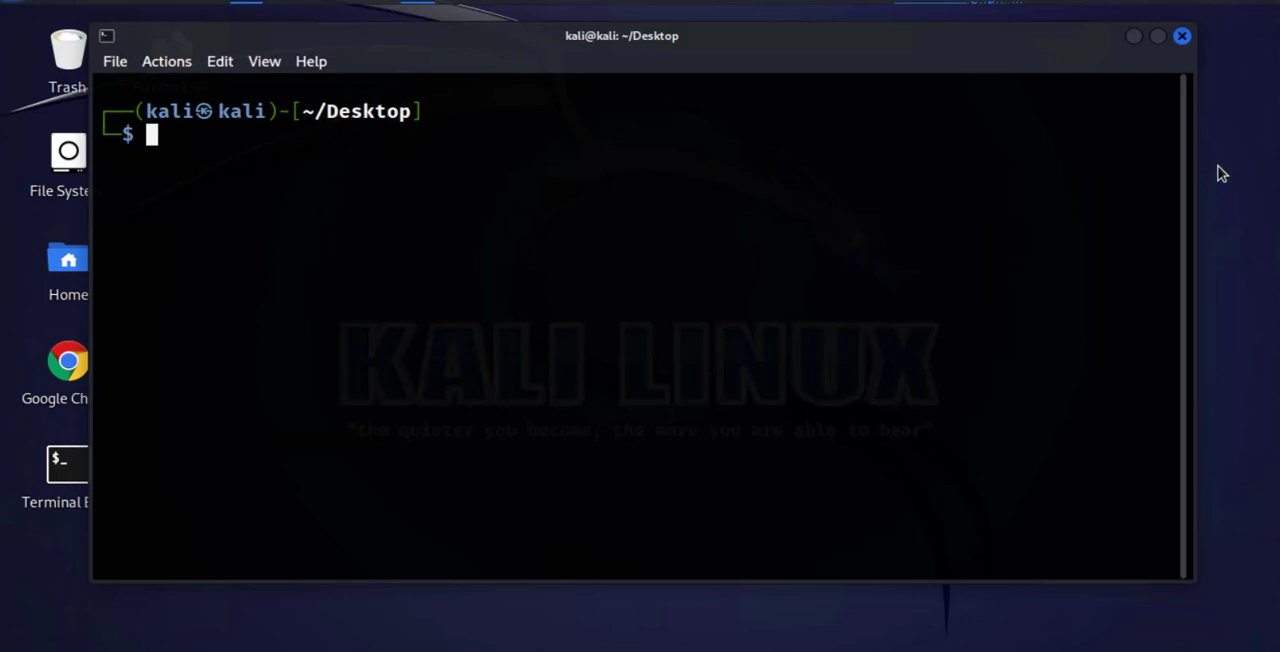 kali@kali: ~/Desktop
File Actions Edit View Help
┌──(kali㉿kali)-[~/Desktop]
└─$
Trash
File Syste
Home
Google Ch
$_
Terminal E
KALI LINUX
"the quieter you become, the more you are able to hear"